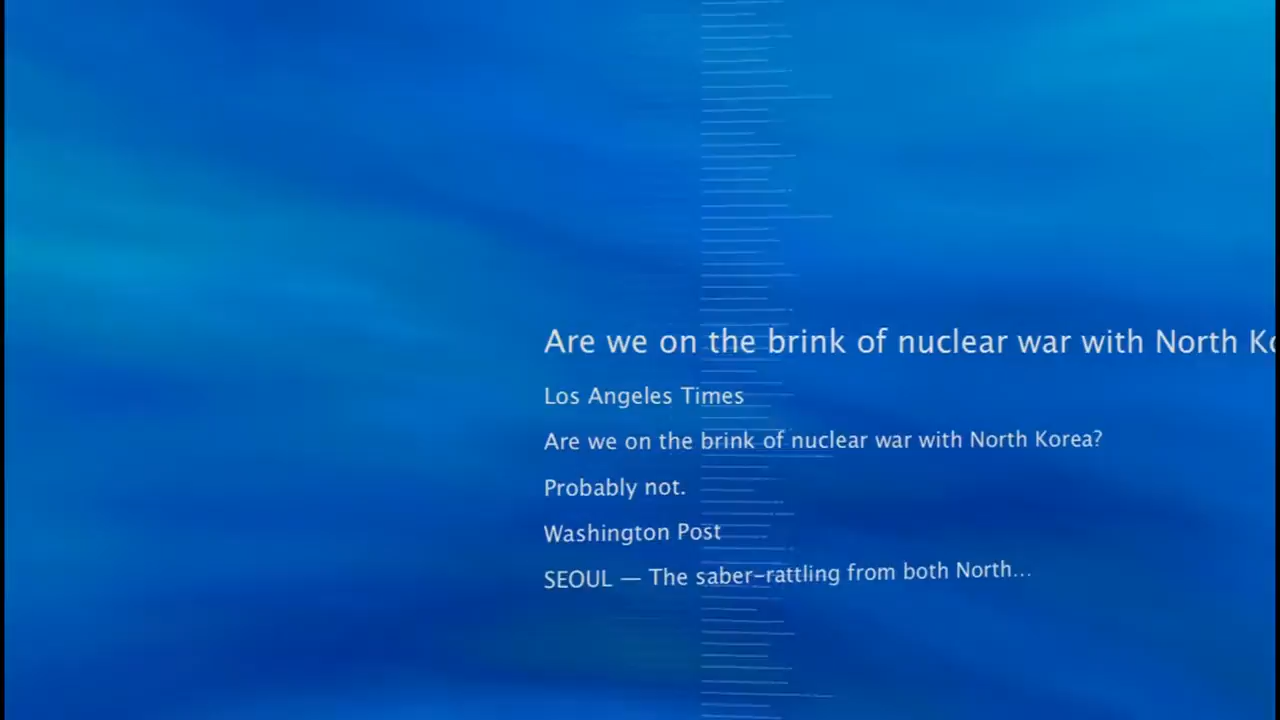 Are we on the brink of nuclear war with North Ko
Los Angeles Times
Are we on the brink of nuclear war with North Korea?
Probably not.
Washington Post
SEOUL — The saber-rattling from both North...